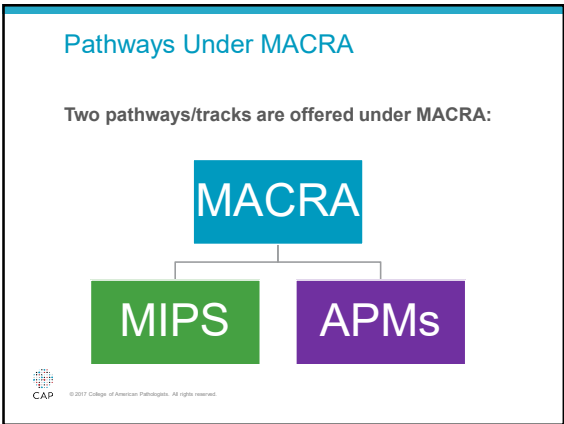 Pathways Under MACRA
Two pathways/tracks are offered under MACRA:
MACRA
MIPS
APMs
CAP
© 2017 College of American Pathologists. All rights reserved.